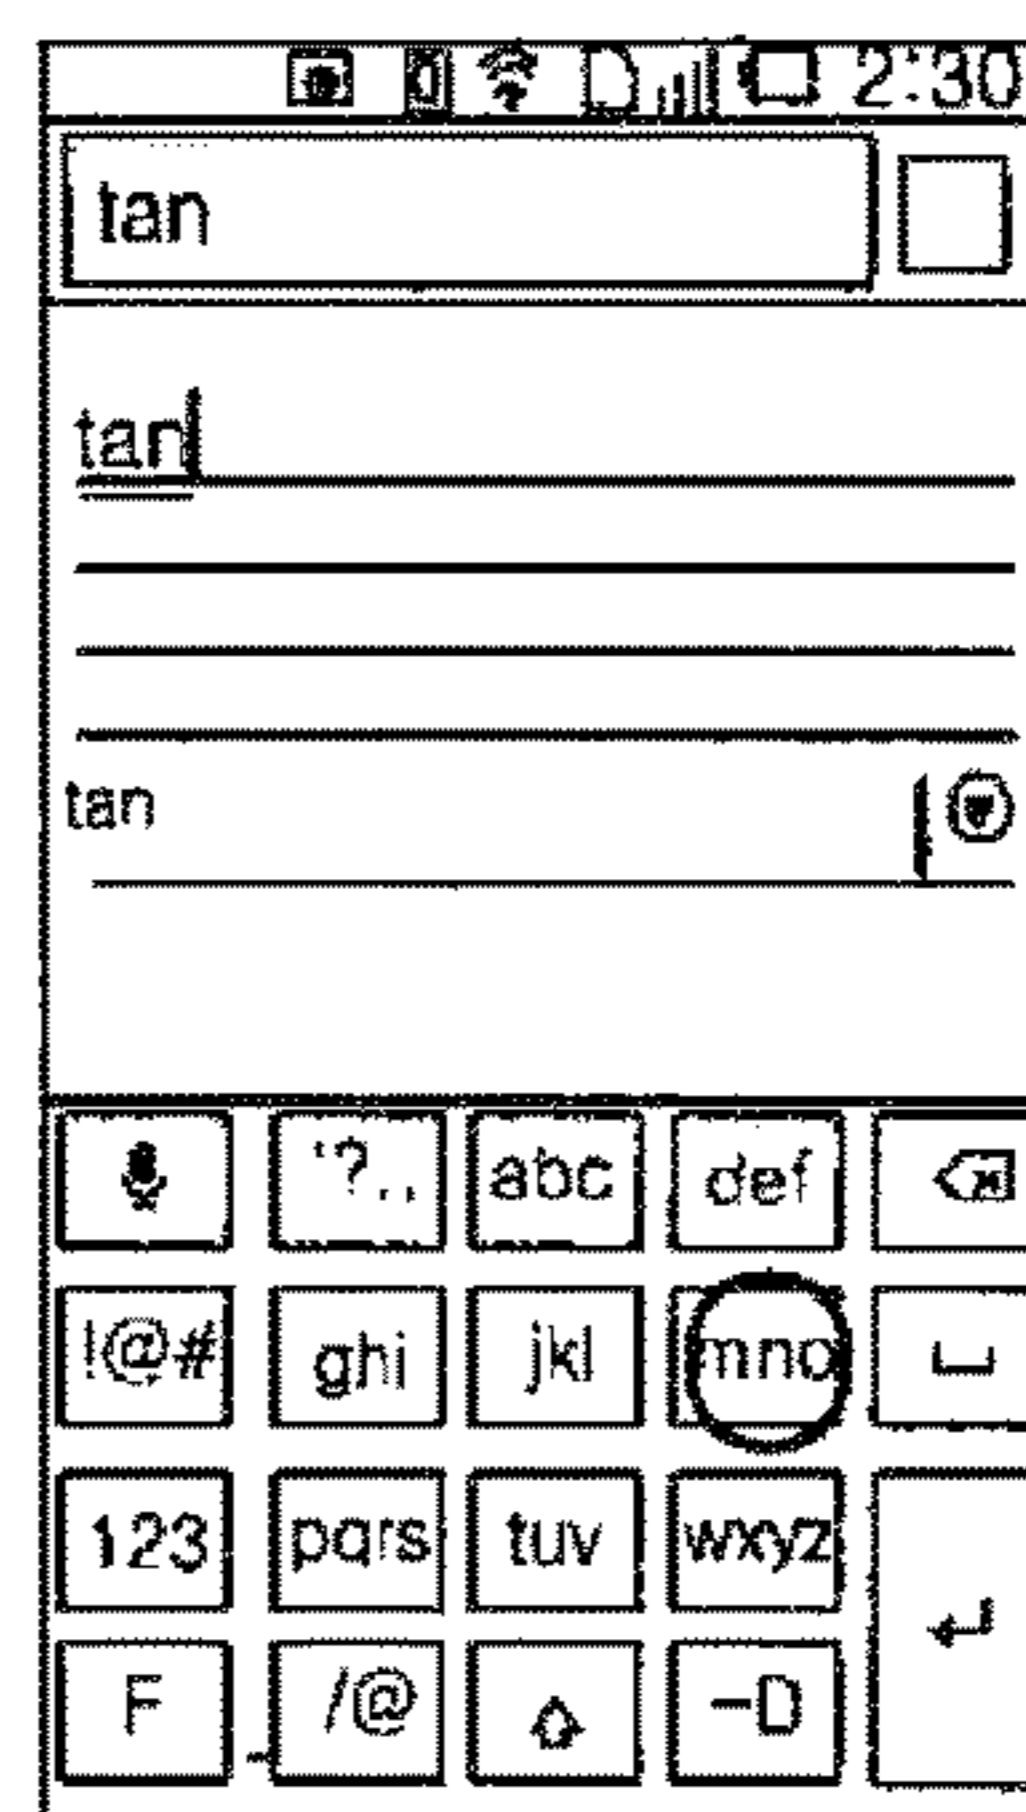 2:30
tan
tan
tan
'?., abc def
!@# ghi jkl mno
123 pqrs tuv wxyz
F /@ -D